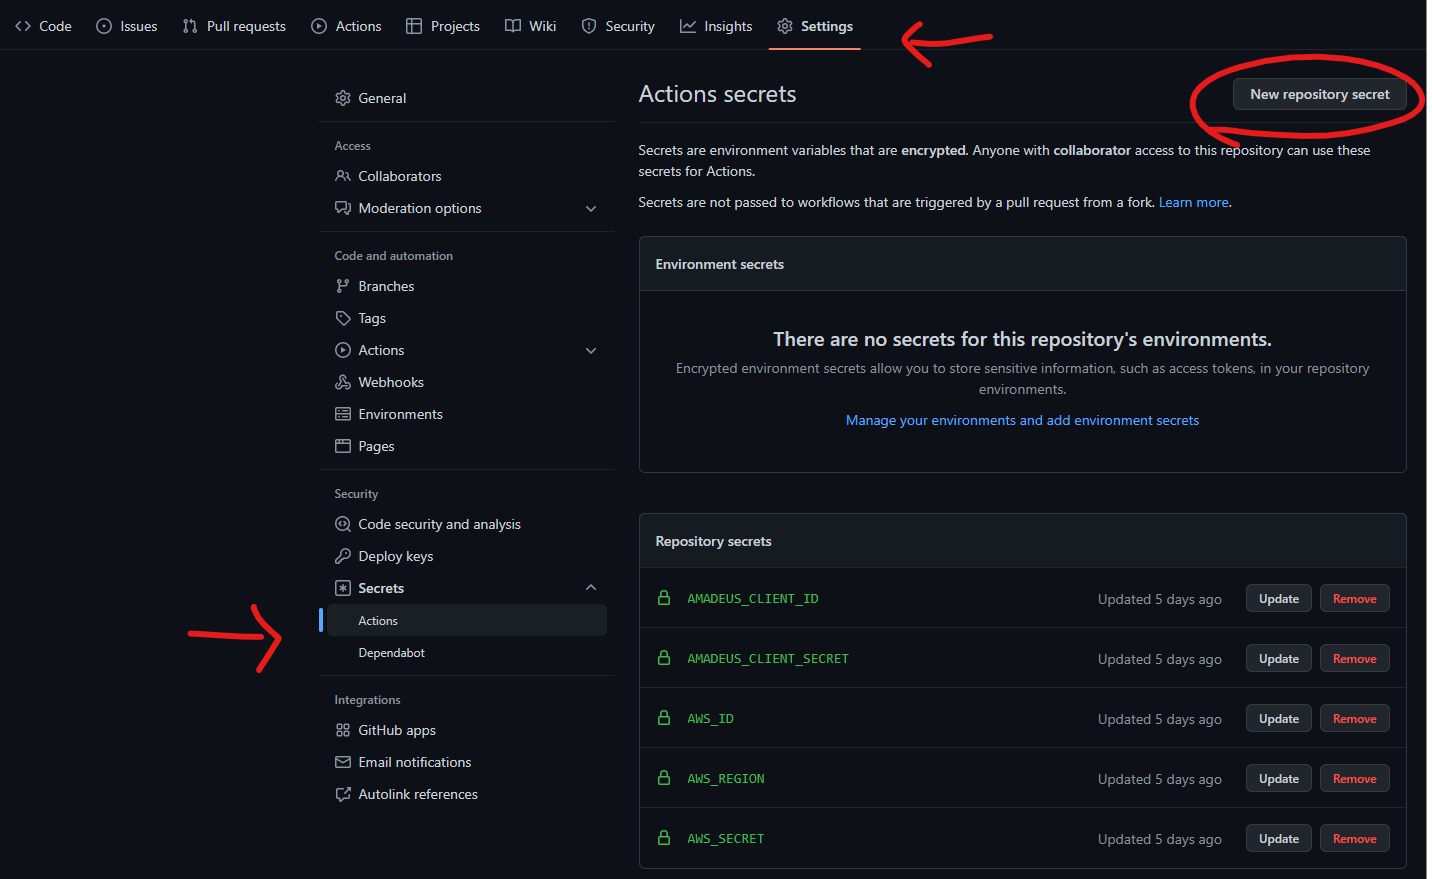 Code Issues Pull requests Actions Projects Wiki Security Insights Settings
General
Access
Collaborators
Moderation options
Code and automation
Branches
Tags
Actions
Webhooks
Environments
Pages
Security
Code security and analysis
Deploy keys
Secrets
Actions
Dependabot
Integrations
GitHub apps
Email notifications
Autolink references
Actions secrets
New repository secret
Secrets are environment variables that are encrypted. Anyone with collaborator access to this repository can use these
secrets for Actions.
Secrets are not passed to workflows that are triggered by a pull request from a fork. Learn more.
Environment secrets
There are no secrets for this repository's environments.
Encrypted environment secrets allow you to store sensitive information, such as access tokens, in your repository
environments.
Manage your environments and add environment secrets
Repository secrets
AMADEUS_CLIENT_ID Updated 5 days ago Update Remove
AMADEUS_CLIENT_SECRET Updated 5 days ago Update Remove
AWS_ID Updated 5 days ago Update Remove
AWS_REGION Updated 5 days ago Update Remove
AWS_SECRET Updated 5 days ago Update Remove